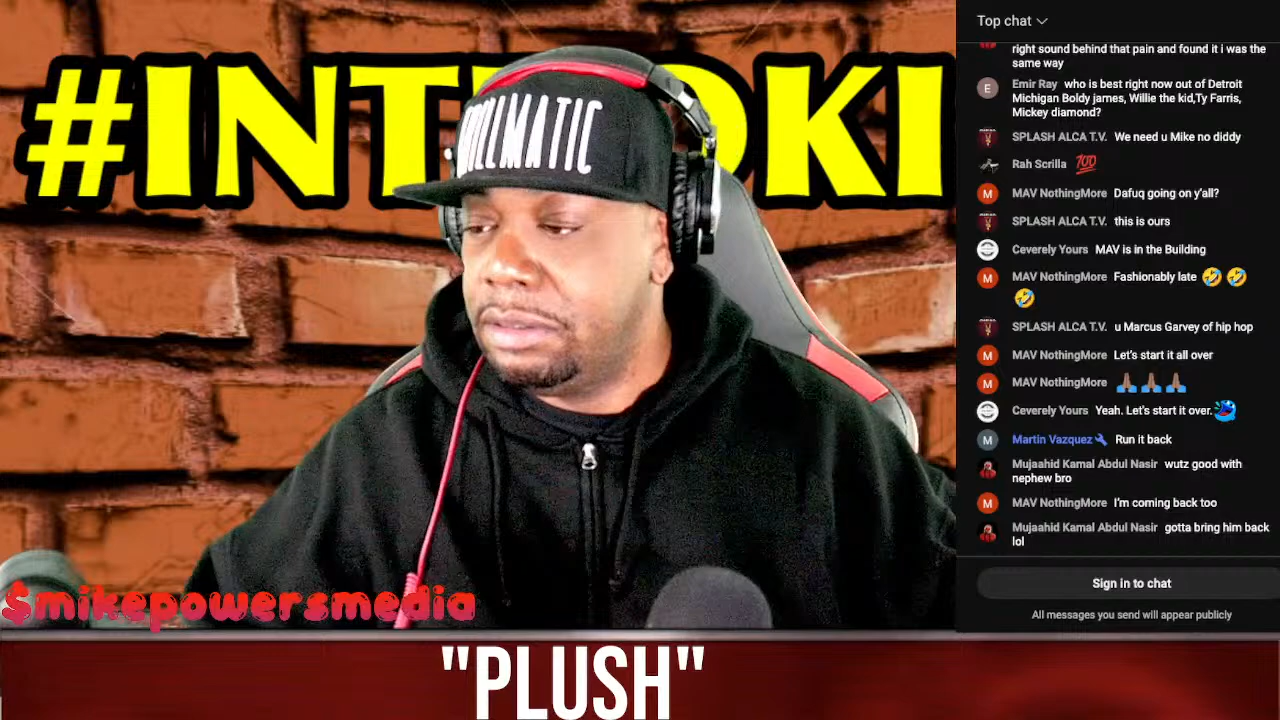 #INT OKI
ILLMATIC
$mikepowersmedia
"PLUSH"
Top chat
right sound behind that pain and found it i was the
same way
E
Emir Ray who is best right now out of Detroit
Michigan Boldy jarnes, Willie the kid,Ty Farris,
Mickey diamond?
SPLASH ALCA T.V. We need u Mike no diddy
Rah Scrilla 💯
M
MAV NothingMore Dafuq going on y'all?
SPLASH ALCA T.V. this is ours
Ceverely Yours MAV is in the Building
M
MAV NothingMore Fashionably late 🤣 🤣
🤣
SPLASH ALCA T.V. u Marcus Garvey of hip hop
M
MAV NothingMore Let's start it all over
M
MAV NothingMore 🙏🏽 🙏🏽 🙏🏽
Ceverely Yours Yeah. Let's start it over.
M
Martin Vazquez Run it back
Mujaahid Kamal Abdul Nasir wutz good with
nephew bro
M
MAV NothingMore I'm coming back too
Mujaahid Kamal Abdul Nasir gotta bring him back
lol
Sign in to chat
All messages you send will appear publicly